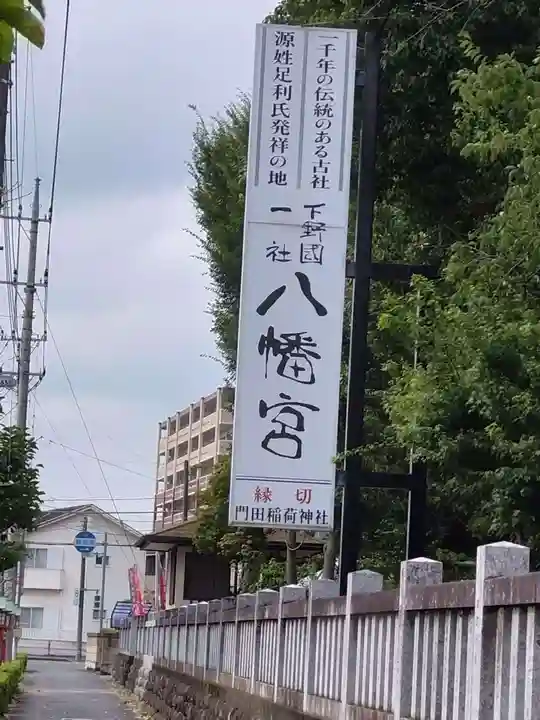 一千年の伝統のある古社
源姓足利氏発祥の地
下野國
一社
八幡宮
縁切
門田稲荷神社